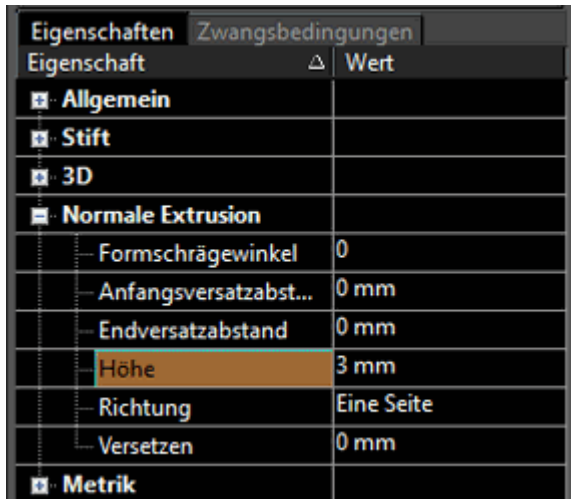 Eigenschaften Zwangsbedingungen
Eigenschaft Wert
Allgemein
Stift
3D
Normale Extrusion
Formschrägewinkel 0
Anfangsversatzabst... 0 mm
Endversatzabstand 0 mm
Höhe 3 mm
Richtung Eine Seite
Versetzen 0 mm
Metrik